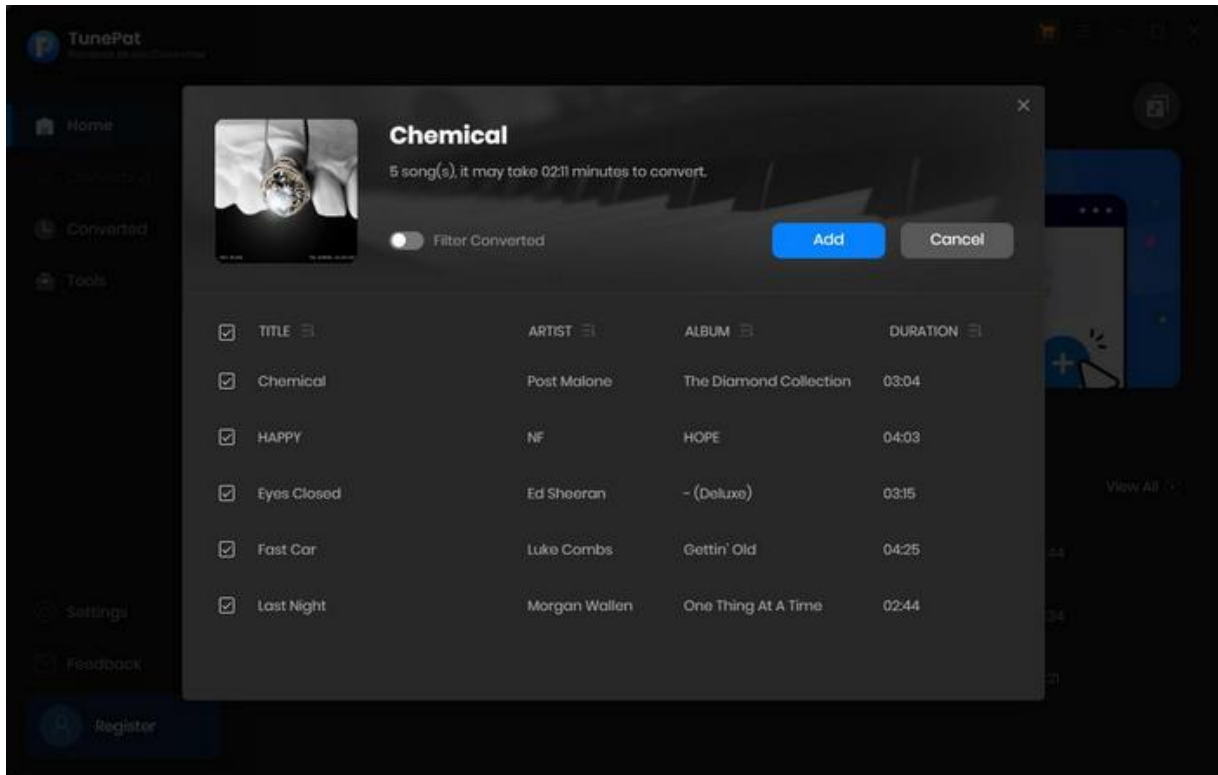 TunePat
Home
Converted
Tools
Settings
Feedback
Register
Chemical
5 song(s), it may take 02:11 minutes to convert.
Filter Converted
Add
Cancel
TITLE ARTIST ALBUM DURATION
Chemical Post Malone The Diamond Collection 03:04
HAPPY NF HOPE 04:03
Eyes Closed Ed Sheeran - (Deluxe) 03:15
Fast Car Luke Combs Gettin' Old 04:25
Last Night Morgan Wallen One Thing At A Time 02:44
View All